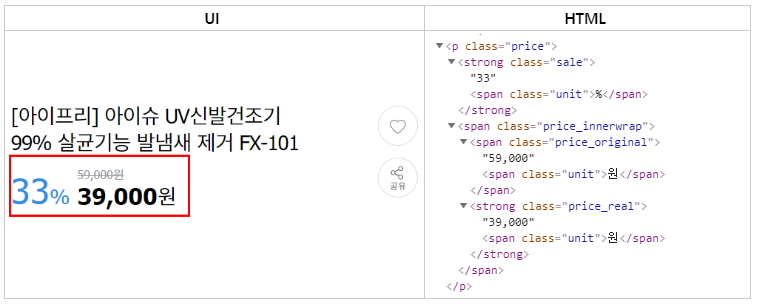 UI
HTML
[아이프리] 아이슈 UV신발건조기
99% 살균기능 발냄새 제거 FX-101
공유
33%
59,000원
39,000원
▼<p class="price">
▼<strong class="sale">
"33"
<span class="unit">%</span>
</strong>
▼<span class="price_innerwrap">
▼<span class="price_original">
"59,000"
<span class="unit">원</span>
</span>
▼<strong class="price_real">
"39,000"
<span class="unit">원</span>
</strong>
</span>
</p>